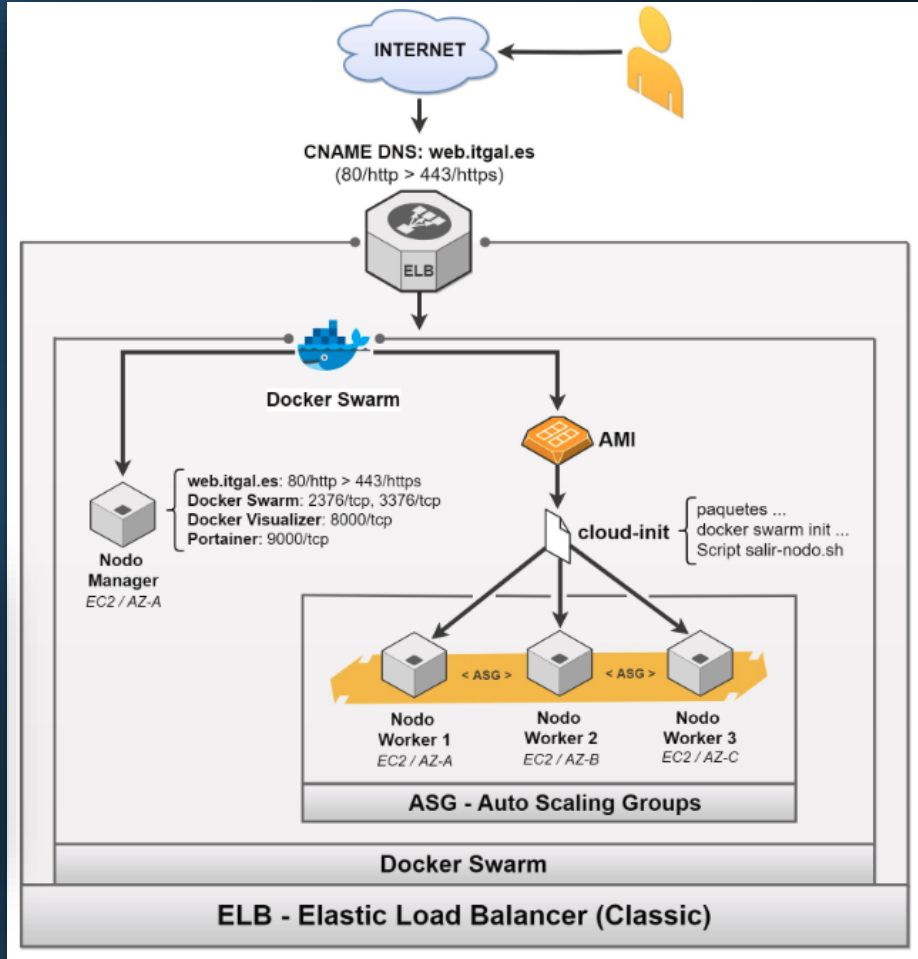 INTERNET
CNAME DNS: web.itgal.es
(80/http > 443/https)
ELB
Docker Swarm
AMI
web.itgal.es: 80/http > 443/https
Docker Swarm: 2376/tcp, 3376/tcp
Docker Visualizer: 8000/tcp
Portainer: 9000/tcp
Nodo
Manager
EC2 / AZ-A
cloud-init
paquetes ...
docker swarm init ...
Script salir-nodo.sh
< ASG >
< ASG >
Nodo
Worker 1
EC2 / AZ-A
Nodo
Worker 2
EC2 / AZ-B
Nodo
Worker 3
EC2 / AZ-C
ASG - Auto Scaling Groups
Docker Swarm
ELB - Elastic Load Balancer (Classic)